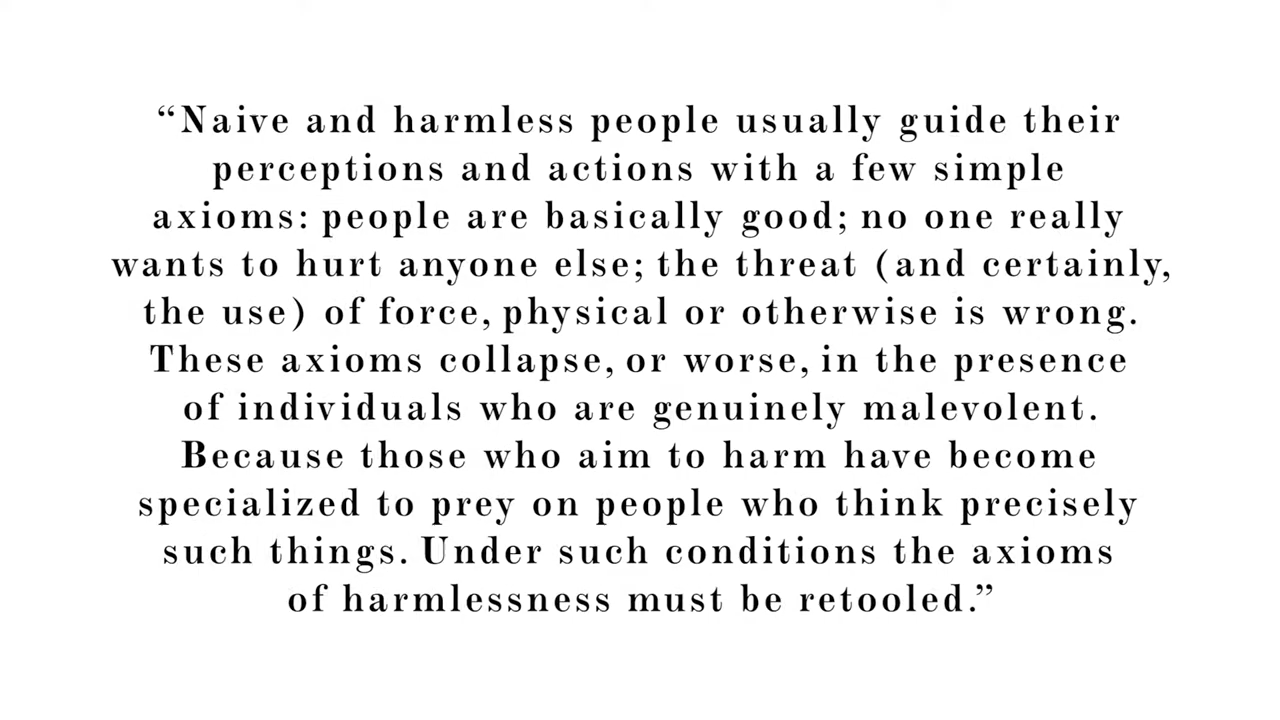 “Naive and harmless people usually guide their
perceptions and actions with a few simple
axioms: people are basically good; no one really
wants to hurt anyone else; the threat (and certainly,
the use) of force, physical or otherwise is wrong.
These axioms collapse, or worse, in the presence
of individuals who are genuinely malevolent.
Because those who aim to harm have become
specialized to prey on people who think precisely
such things. Under such conditions the axioms
of harmlessness must be retooled.”